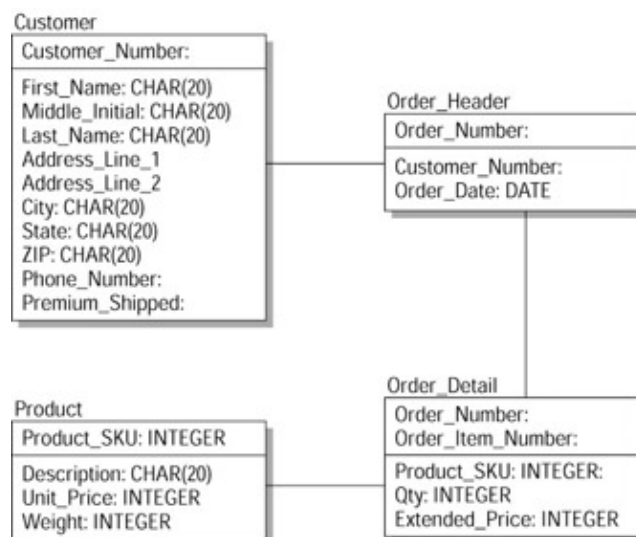 Customer
Customer_Number:
First_Name: CHAR(20)
Middle_Initial: CHAR(20)
Last_Name: CHAR(20)
Address_Line_1
Address_Line_2
City: CHAR(20)
State: CHAR(20)
ZIP: CHAR(20)
Phone_Number:
Premium_Shipped:
Order_Header
Order_Number:
Customer_Number:
Order_Date: DATE
Product
Product_SKU: INTEGER
Description: CHAR(20)
Unit_Price: INTEGER
Weight: INTEGER
Order_Detail
Order_Number:
Order_Item_Number:
Product_SKU: INTEGER:
Qty: INTEGER
Extended_Price: INTEGER